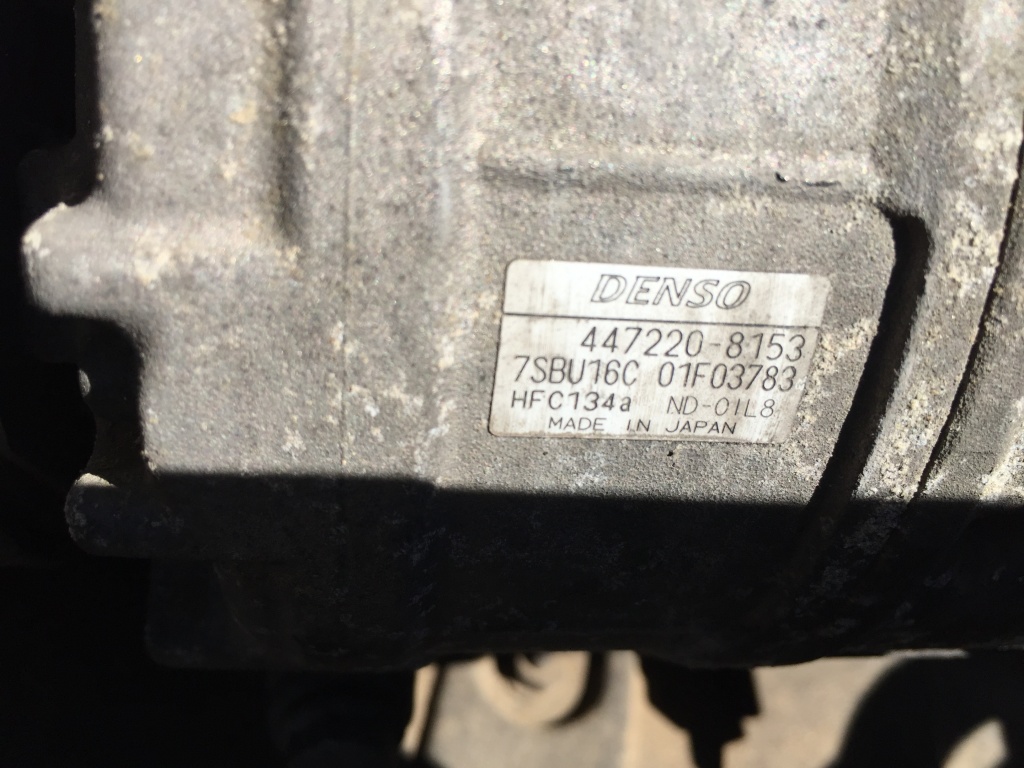 DENSO
447220-8153
7SBU16C 01F03783
HFC134a ND-OIL8
MADE IN JAPAN